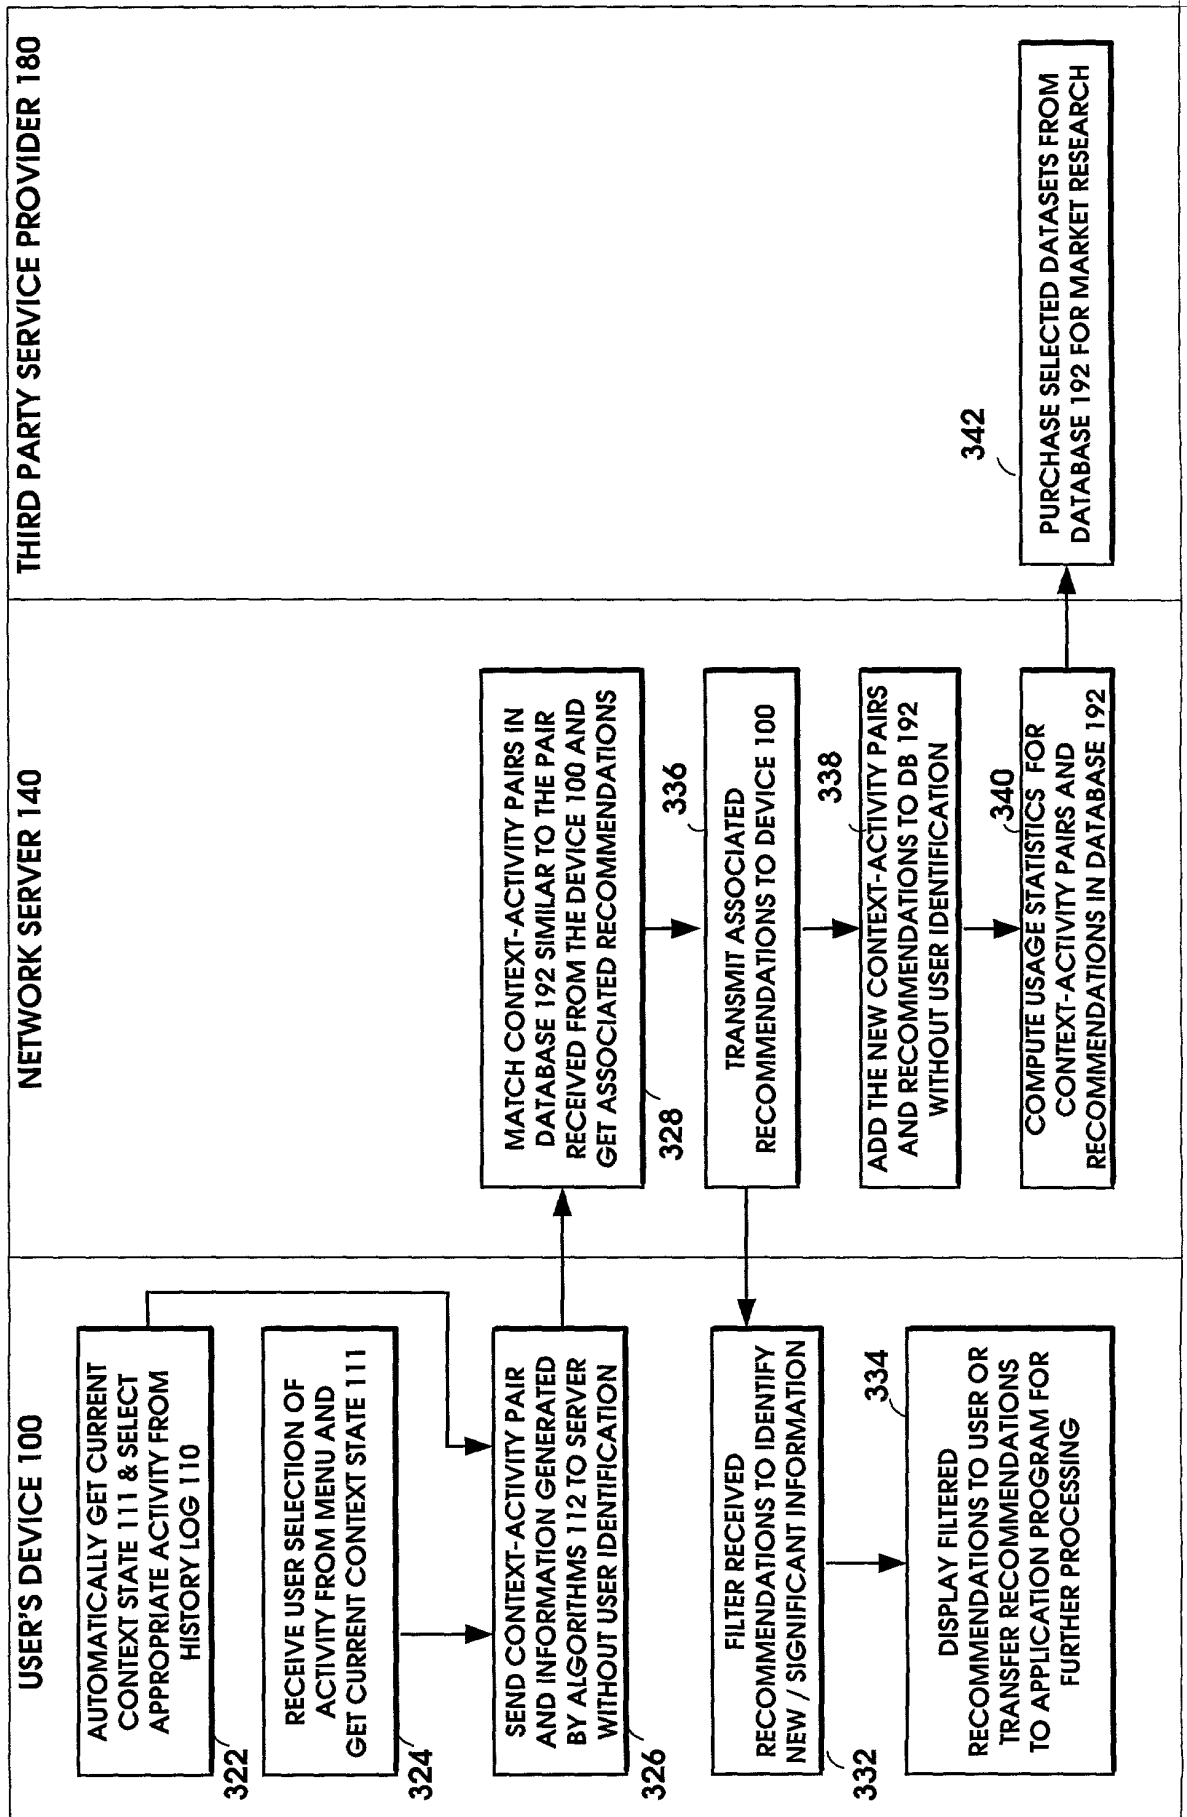 USER'S DEVICE 100
AUTOMATICALLY GET CURRENT
CONTEXT STATE 111 & SELECT
APPROPRIATE ACTIVITY FROM
HISTORY LOG 110
322
RECEIVE USER SELECTION OF
ACTIVITY FROM MENU AND
GET CURRENT CONTEXT STATE 111
324
SEND CONTEXT-ACTIVITY PAIR
AND INFORMATION GENERATED
BY ALGORITHMS 112 TO SERVER
WITHOUT USER IDENTIFICATION
326
FILTER RECEIVED
RECOMMENDATIONS TO IDENTIFY
NEW / SIGNIFICANT INFORMATION
332
334
DISPLAY FILTERED
RECOMMENDATIONS TO USER OR
TRANSFER RECOMMENDATIONS
TO APPLICATION PROGRAM FOR
FURTHER PROCESSING
NETWORK SERVER 140
MATCH CONTEXT-ACTIVITY PAIRS IN
DATABASE 192 SIMILAR TO THE PAIR
RECEIVED FROM THE DEVICE 100 AND
GET ASSOCIATED RECOMMENDATIONS
328
336
TRANSMIT ASSOCIATED
RECOMMENDATIONS TO DEVICE 100
338
ADD THE NEW CONTEXT-ACTIVITY PAIRS
AND RECOMMENDATIONS TO DB 192
WITHOUT USER IDENTIFICATION
340
COMPUTE USAGE STATISTICS FOR
CONTEXT-ACTIVITY PAIRS AND
RECOMMENDATIONS IN DATABASE 192
THIRD PARTY SERVICE PROVIDER 180
342
PURCHASE SELECTED DATASETS FROM
DATABASE 192 FOR MARKET RESEARCH